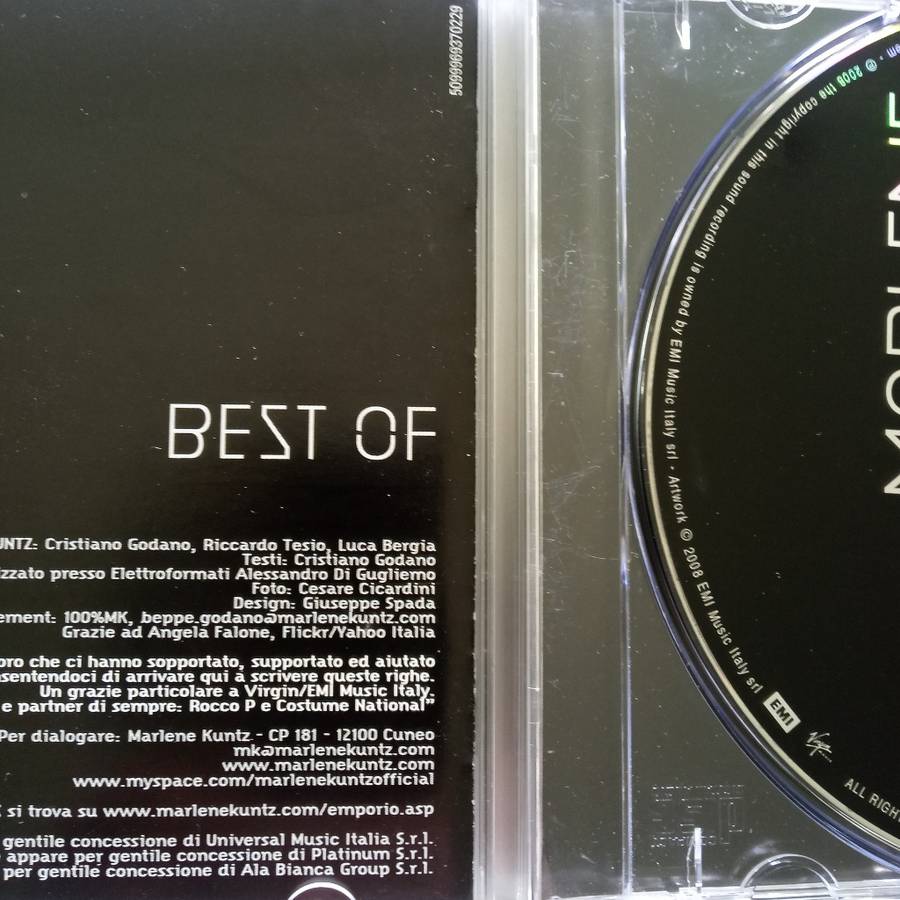 5099969370229
BEST OF
UNTZ: Cristiano Godano, Riccardo Tesio, Luca Bergia
Testi: Cristiano Godano
izzato presso Elettroformati Alessandro Di Gugliemo
Foto: Cesare Cicardini
Design: Giuseppe Spada
ement: 100%MK, beppe.godano@marlenekuntz.com
Grazie ad Angela Falone, Flickr/Yahoo Italia
oro che ci hanno sopportato, supportato ed aiutato
sentendoci di arrivare qui a scrivere queste righe.
Un grazie particolare a Virgin/EMI Music Italy.
e partner di sempre: Rocco P e Costume National"
Per dialogare: Marlene Kuntz - CP 181 - 12100 Cuneo
mk@marlenekuntz.com
www.marlenekuntz.com
www.myspace.com/marlenekuntzofficial
si trova su www.marlenekuntz.com/emporio.asp
gentile concessione di Universal Music Italia S.r.l.
appare per gentile concessione di Platinum S.r.l.
per gentile concessione di Ala Bianca Group S.r.l.
℗ 2008 the copyright in this sound recording is owned by EMI Music Italy srl • Artwork © 2008 EMI Music Italy srl
EMI
Virgin
ALL RIGH
MARLENE